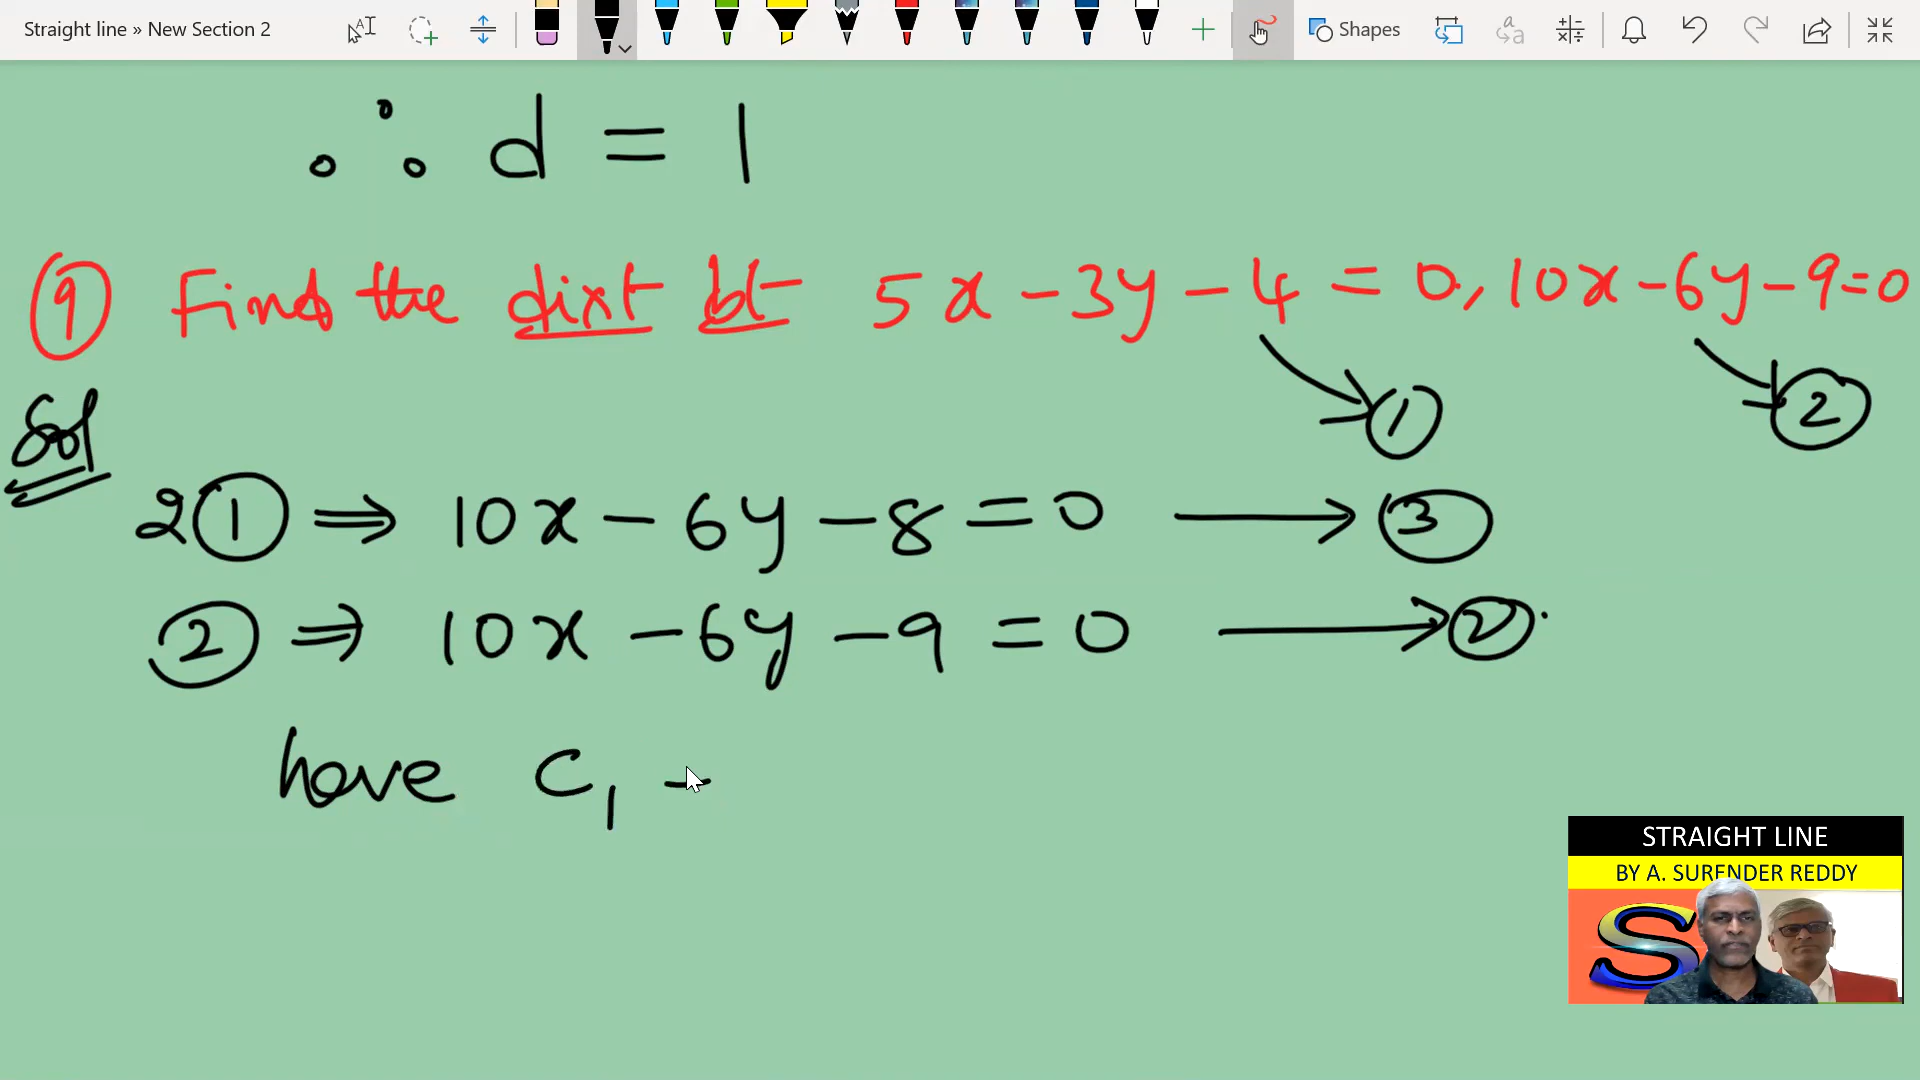 Straight line » New Section 2
Shapes
∴ d = 1
9 Find the dist bt 5x - 3y - 4 = 0, 10x - 6y - 9 = 0
1
2
Sol
2 1 ⇒ 10x - 6y - 8 = 0 → 3
2 ⇒ 10x - 6y - 9 = 0 → 2
have C1 -
STRAIGHT LINE
BY A. SURENDER REDDY
S